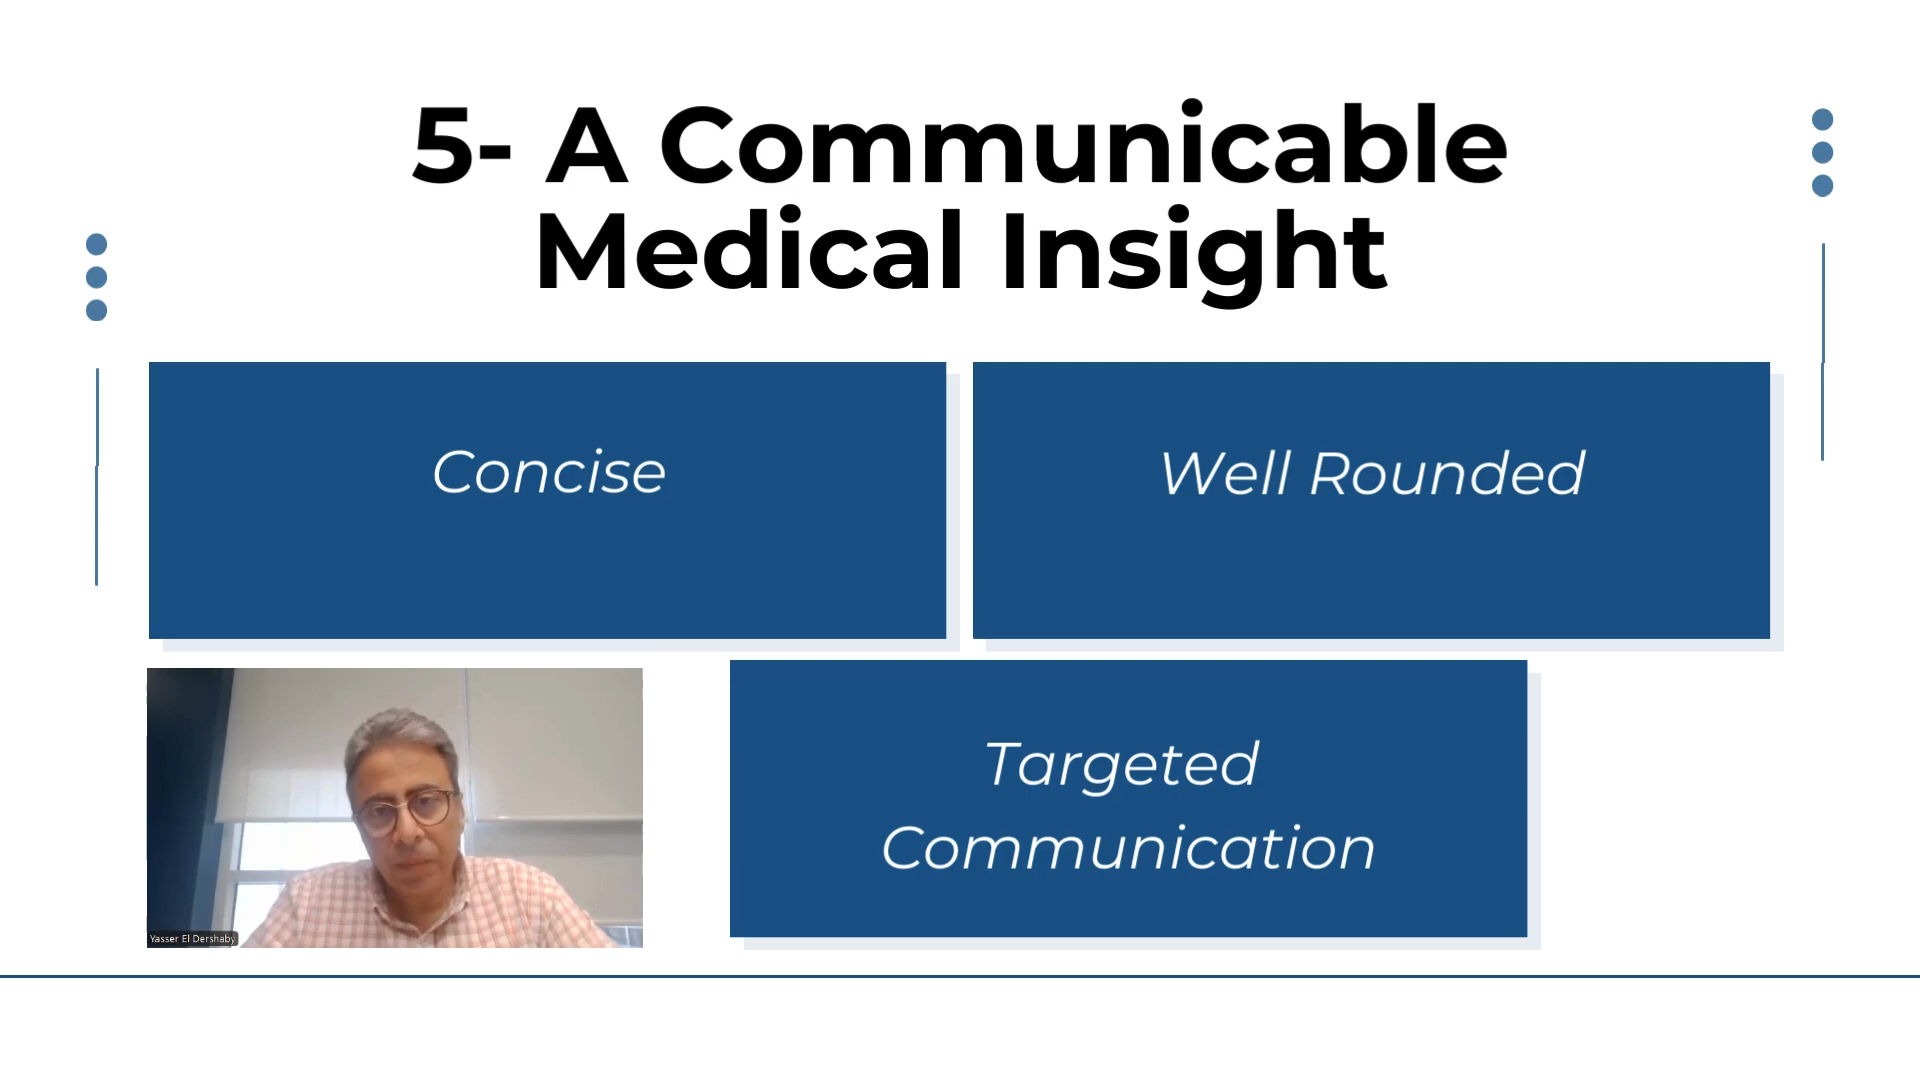 5- A Communicable
Medical Insight
Concise
Well Rounded
Targeted
Communication
Yasser El Dershaby